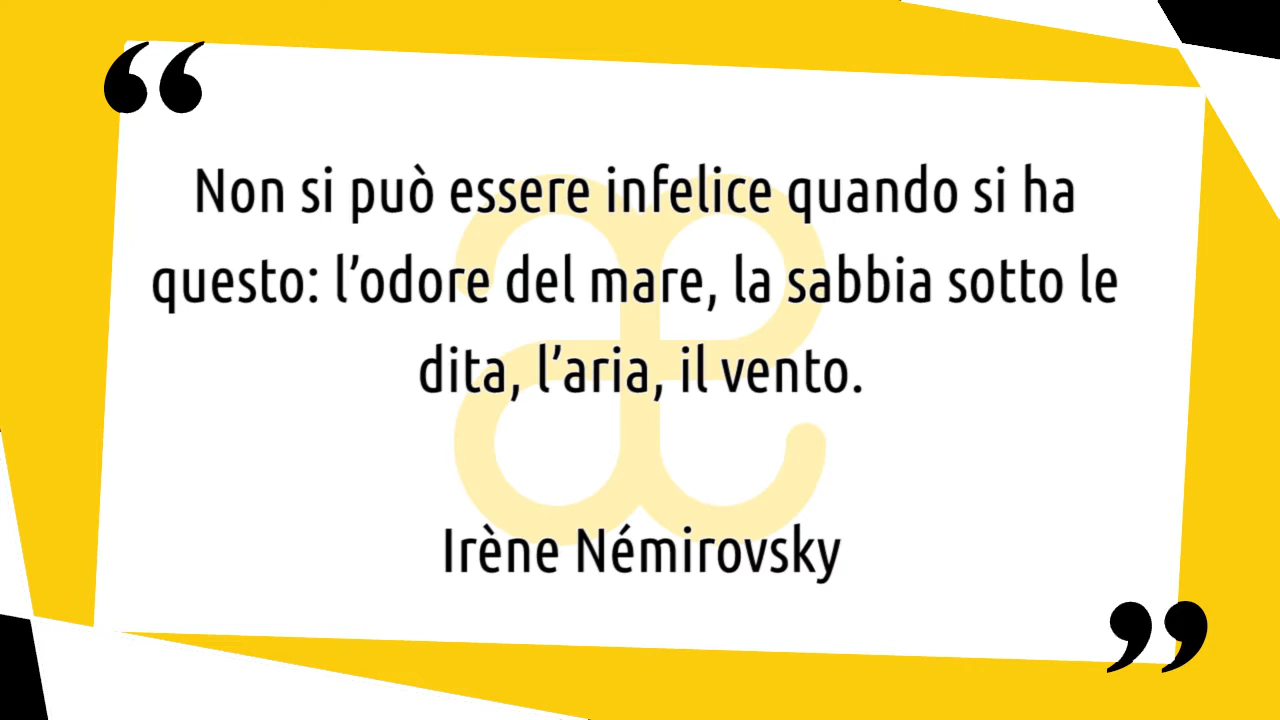 “
Non si può essere infelice quando si ha
questo: l’odore del mare, la sabbia sotto le
dita, l’aria, il vento.
Irène Némirovsky
”